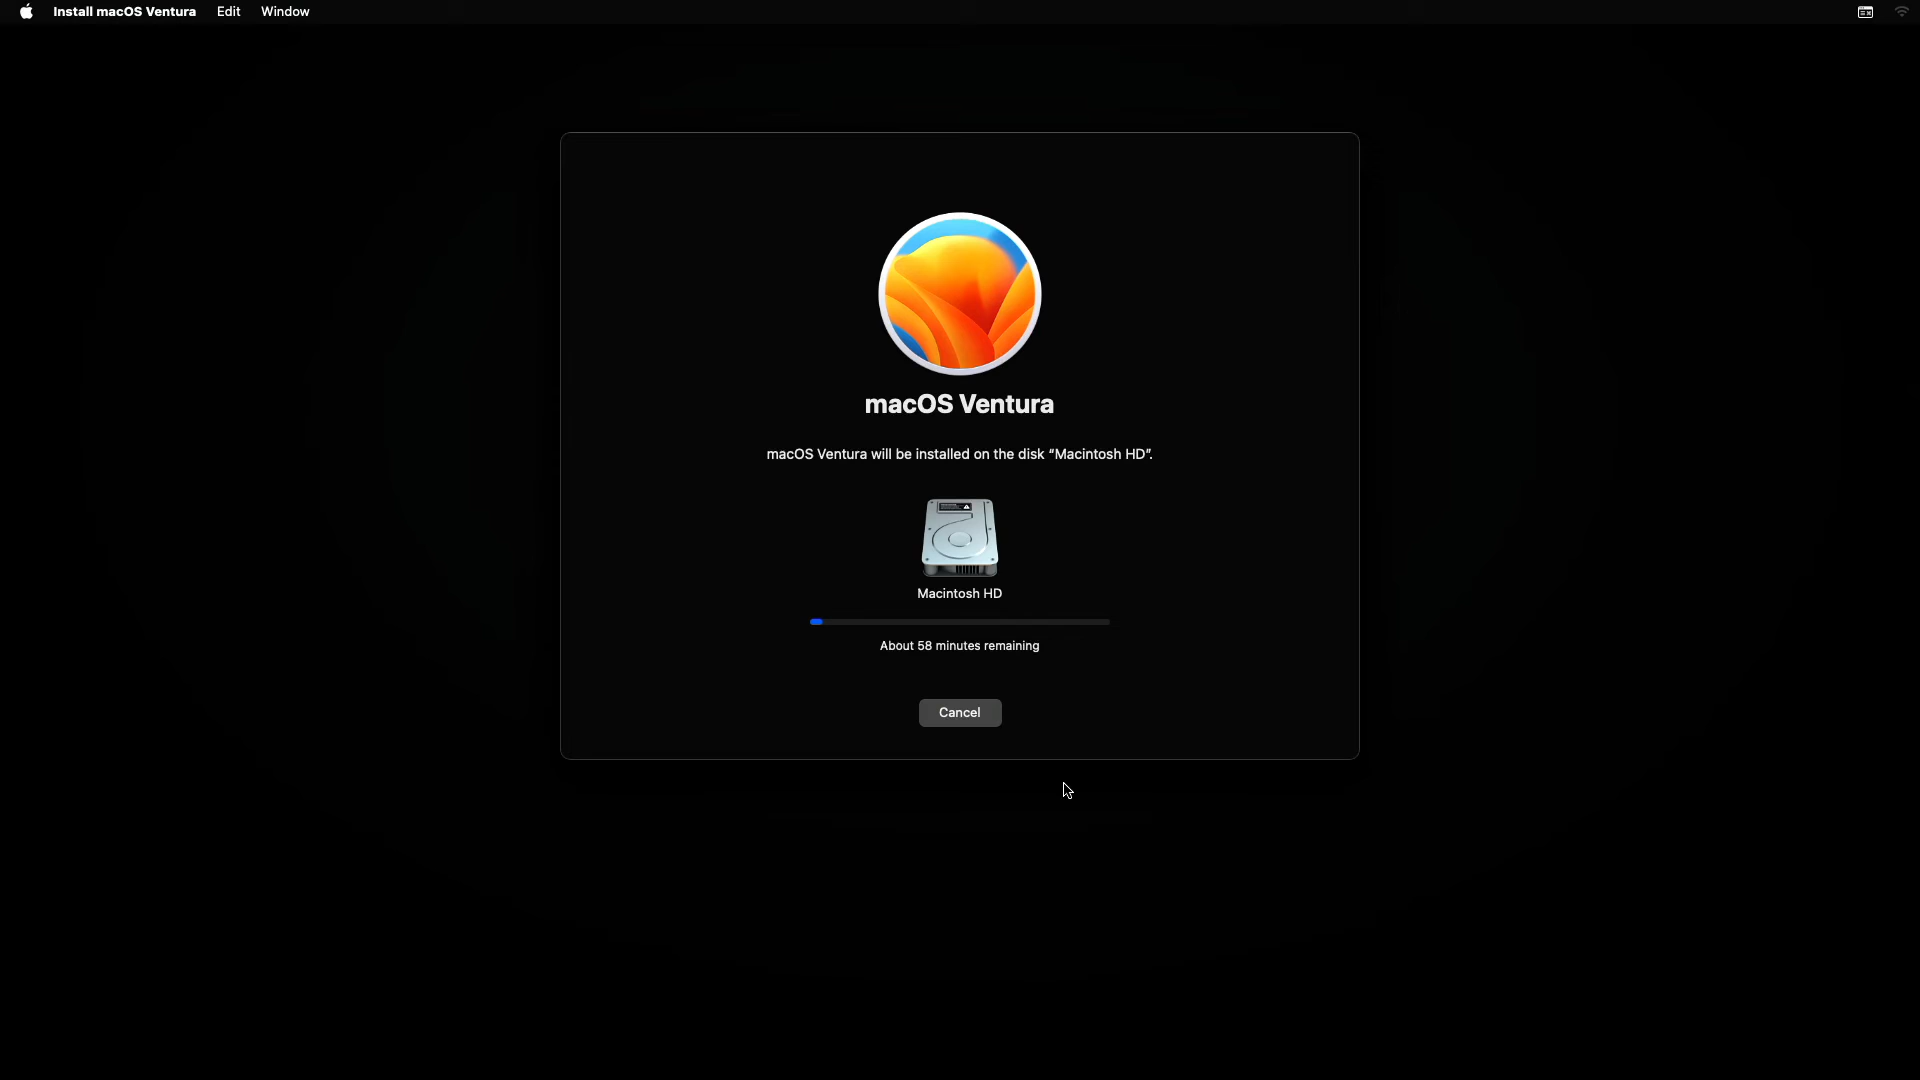 Install macOS Ventura Edit Window
macOS Ventura
macOS Ventura will be installed on the disk “Macintosh HD”.
Macintosh HD
About 58 minutes remaining
Cancel